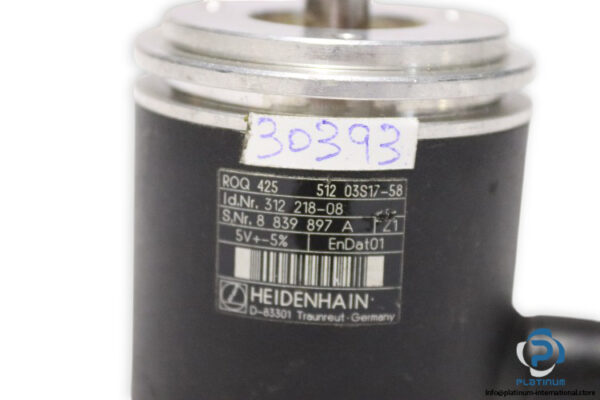 30393
ROQ 425 512 03S17-58
Id.Nr. 312 218-08
S.Nr. 8 839 897 A
5V+-5% EnDat01
HEIDENHAIN
D-83301 Traunreut·Germany
PLATINUM
info@platinum-international.store